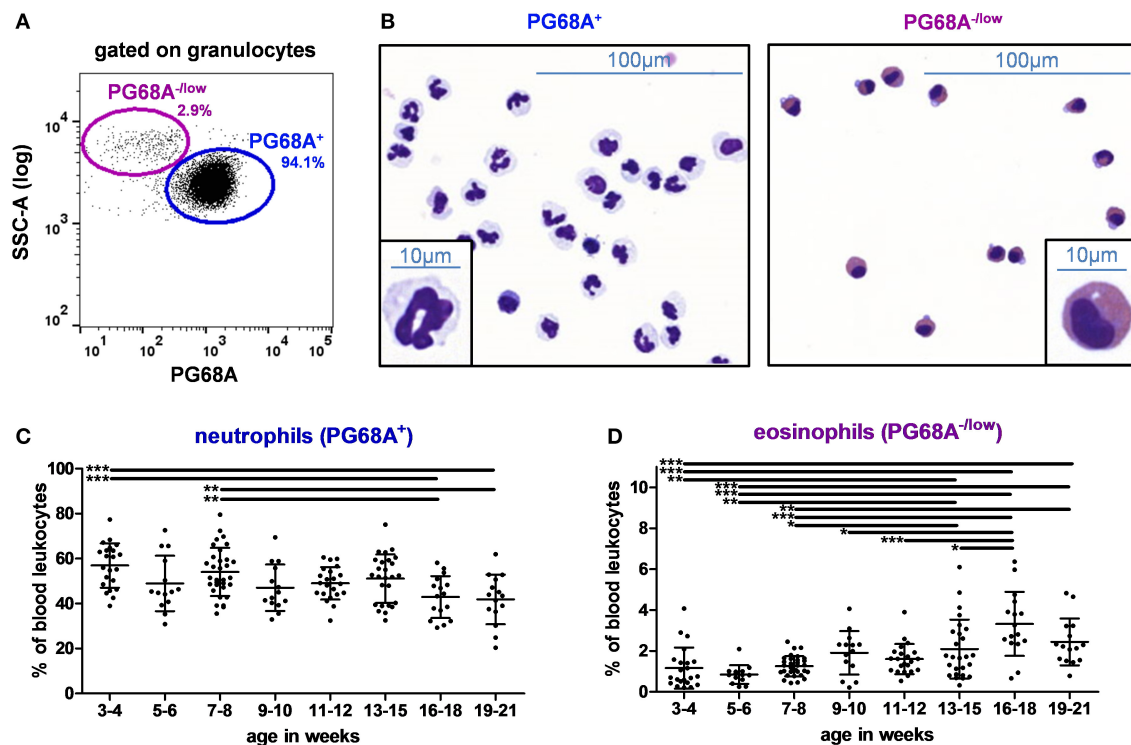 A
gated on granulocytes
PG68A-/low
2.9%
PG68A+
94.1%
SSC-A (log)
10^4
10^3
10^2
10^1 10^2 10^3 10^4 10^5
PG68A
B
PG68A+
100µm
10µm
PG68A-/low
100µm
10µm
C
neutrophils (PG68A+)
% of blood leukocytes
100
80
60
40
20
0
***
***
**
**
3-4 5-6 7-8 9-10 11-12 13-15 16-18 19-21
age in weeks
D
eosinophils (PG68A-/low)
% of blood leukocytes
10
8
6
4
2
0
***
***
**
***
***
**
**
***
*
*
***
*
3-4 5-6 7-8 9-10 11-12 13-15 16-18 19-21
age in weeks